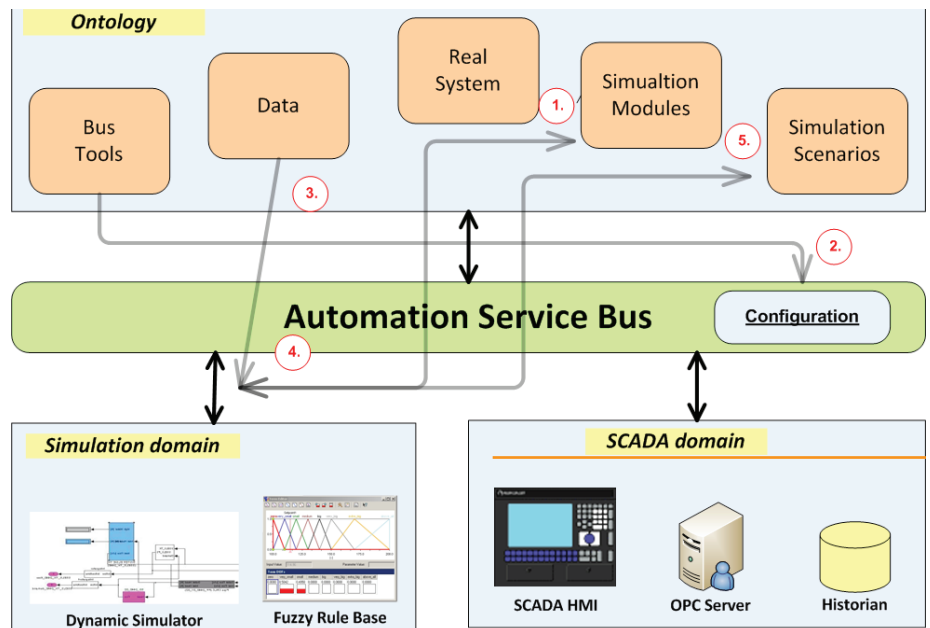 Ontology
Real
System
Simualtion
Modules
Data
Bus
Tools
Simulation
Scenarios
1.
5.
3.
2.
Automation Service Bus
Configuration
4.
Simulation domain
SCADA domain
Dynamic Simulator
Fuzzy Rule Base
SCADA HMI
OPC Server
Historian